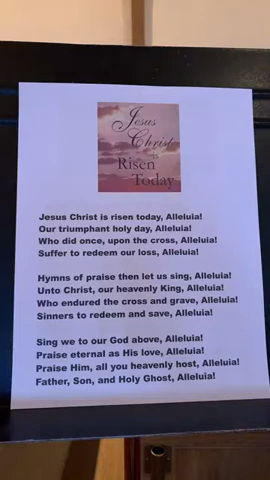 Jesus
Christ
Risen
Today
Jesus Christ is risen today, Alleluia!
Our triumphant holy day, Alleluia!
Who did once, upon the cross, Alleluia!
Suffer to redeem our loss, Alleluia!
Hymns of praise then let us sing, Alleluia!
Unto Christ, our heavenly King, Alleluia!
Who endured the cross and grave, Alleluia!
Sinners to redeem and save, Alleluia!
Sing we to our God above, Alleluia!
Praise eternal as His love, Alleluia!
Praise Him, all you heavenly host, Alleluia!
Father, Son, and Holy Ghost, Alleluia!